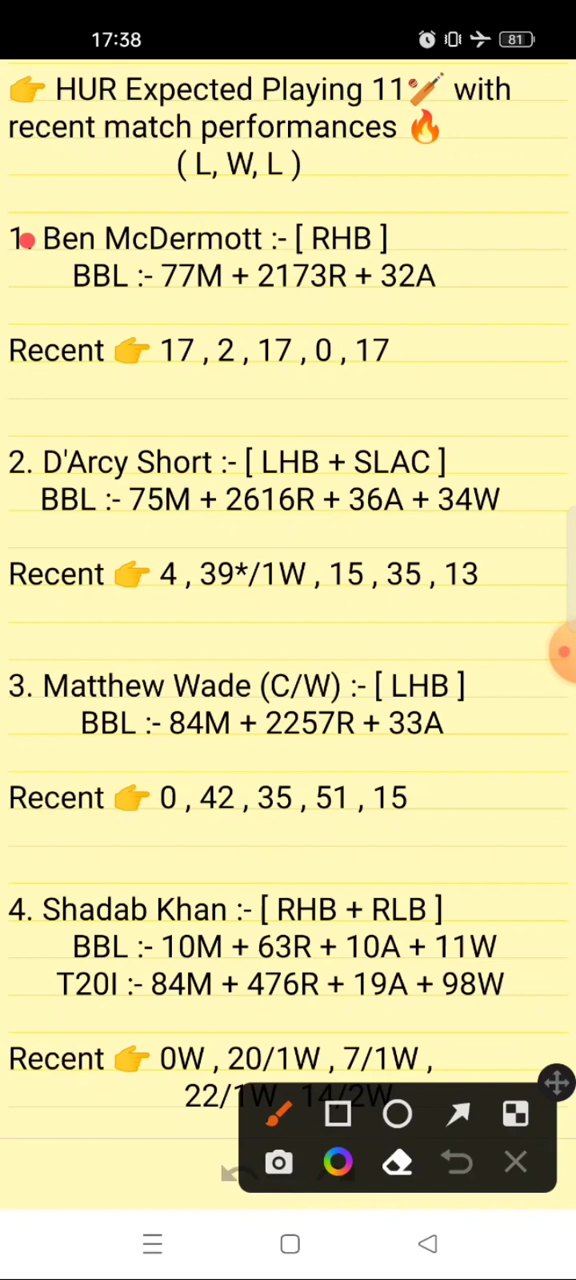 17:38
81
👉 HUR Expected Playing 11🏏 with
recent match performances 🔥
( L, W, L )
1. Ben McDermott :- [ RHB ]
BBL :- 77M + 2173R + 32A
Recent 👉 17 , 2 , 17 , 0 , 17
2. D'Arcy Short :- [ LHB + SLAC ]
BBL :- 75M + 2616R + 36A + 34W
Recent 👉 4 , 39*/1W , 15 , 35 , 13
3. Matthew Wade (C/W) :- [ LHB ]
BBL :- 84M + 2257R + 33A
Recent 👉 0 , 42 , 35 , 51 , 15
4. Shadab Khan :- [ RHB + RLB ]
BBL :- 10M + 63R + 10A + 11W
T20I :- 84M + 476R + 19A + 98W
Recent 👉 0W , 20/1W , 7/1W ,
22/1W , 14/2W